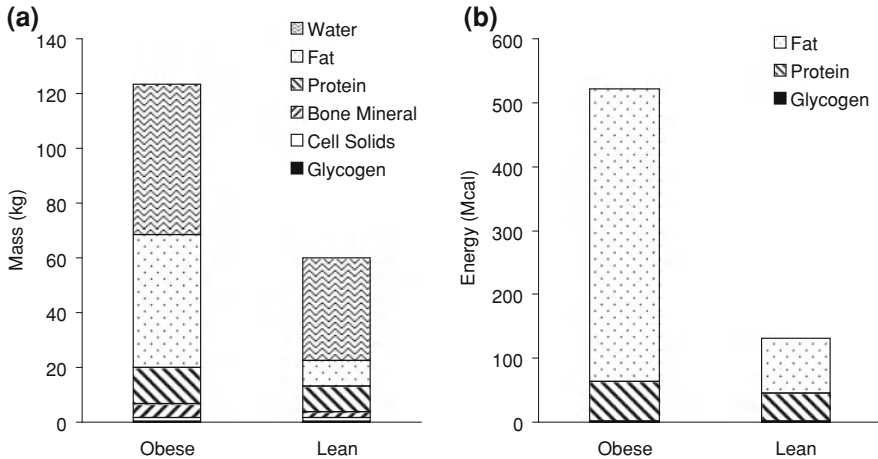 (a)
Mass (kg)
140
120
100
80
60
40
20
0
Obese
Lean
Water
Fat
Protein
Bone Mineral
Cell Solids
Glycogen
(b)
Energy (Mcal)
600
500
400
300
200
100
0
Obese
Lean
Fat
Protein
Glycogen